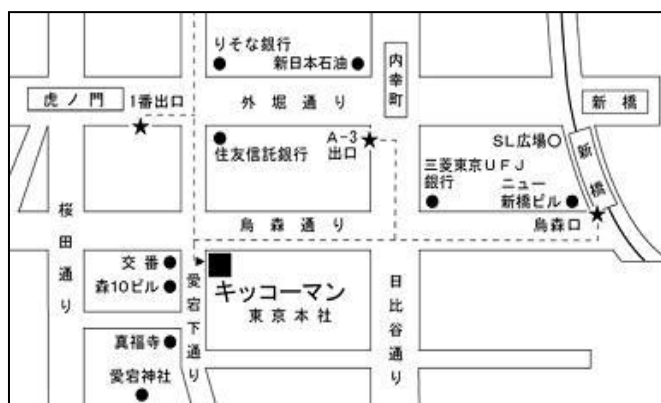 りそな銀行
新日本石油
内幸町
虎ノ門
1番出口
外堀通り
新橋
住友信託銀行
A-3
出口
SL広場
新橋
三菱東京UFJ
銀行
ニュー
新橋ビル
烏森口
桜田通り
烏森通り
交番
森10ビル
愛宕下通り
キッコーマン
東京本社
日比谷通り
真福寺
愛宕神社